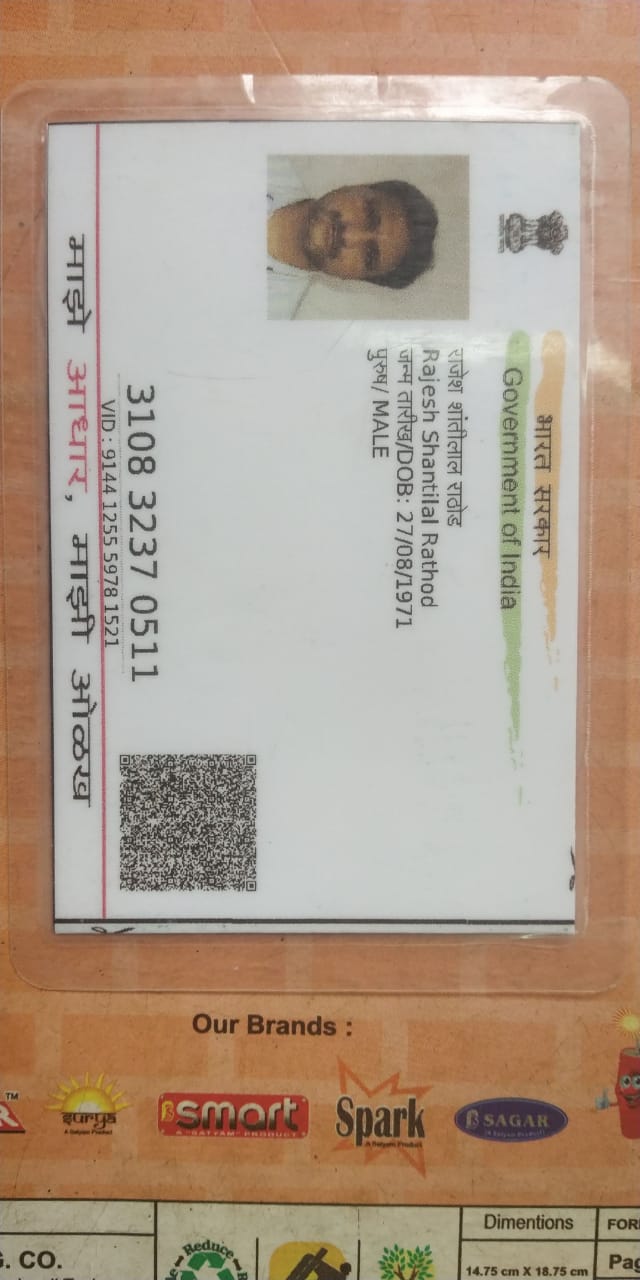 भारत सरकार
Government of India
राजेश शांतीलाल राठोड
Rajesh Shantilal Rathod
जन्म तारीख/DOB: 27/08/1971
पुरुष/ MALE
3108 3237 0511
VID : 9144 1255 5978 1521
माझे आधार, माझी ओळख
Our Brands :
TM
surya
A Satyam Product
smart
A "SATYAM" PRODUCT
Spark
A Satyam Product
SAGAR
(A Satyam Product)
Dimentions
14.75 cm X 18.75 cm
CO.
Reduce